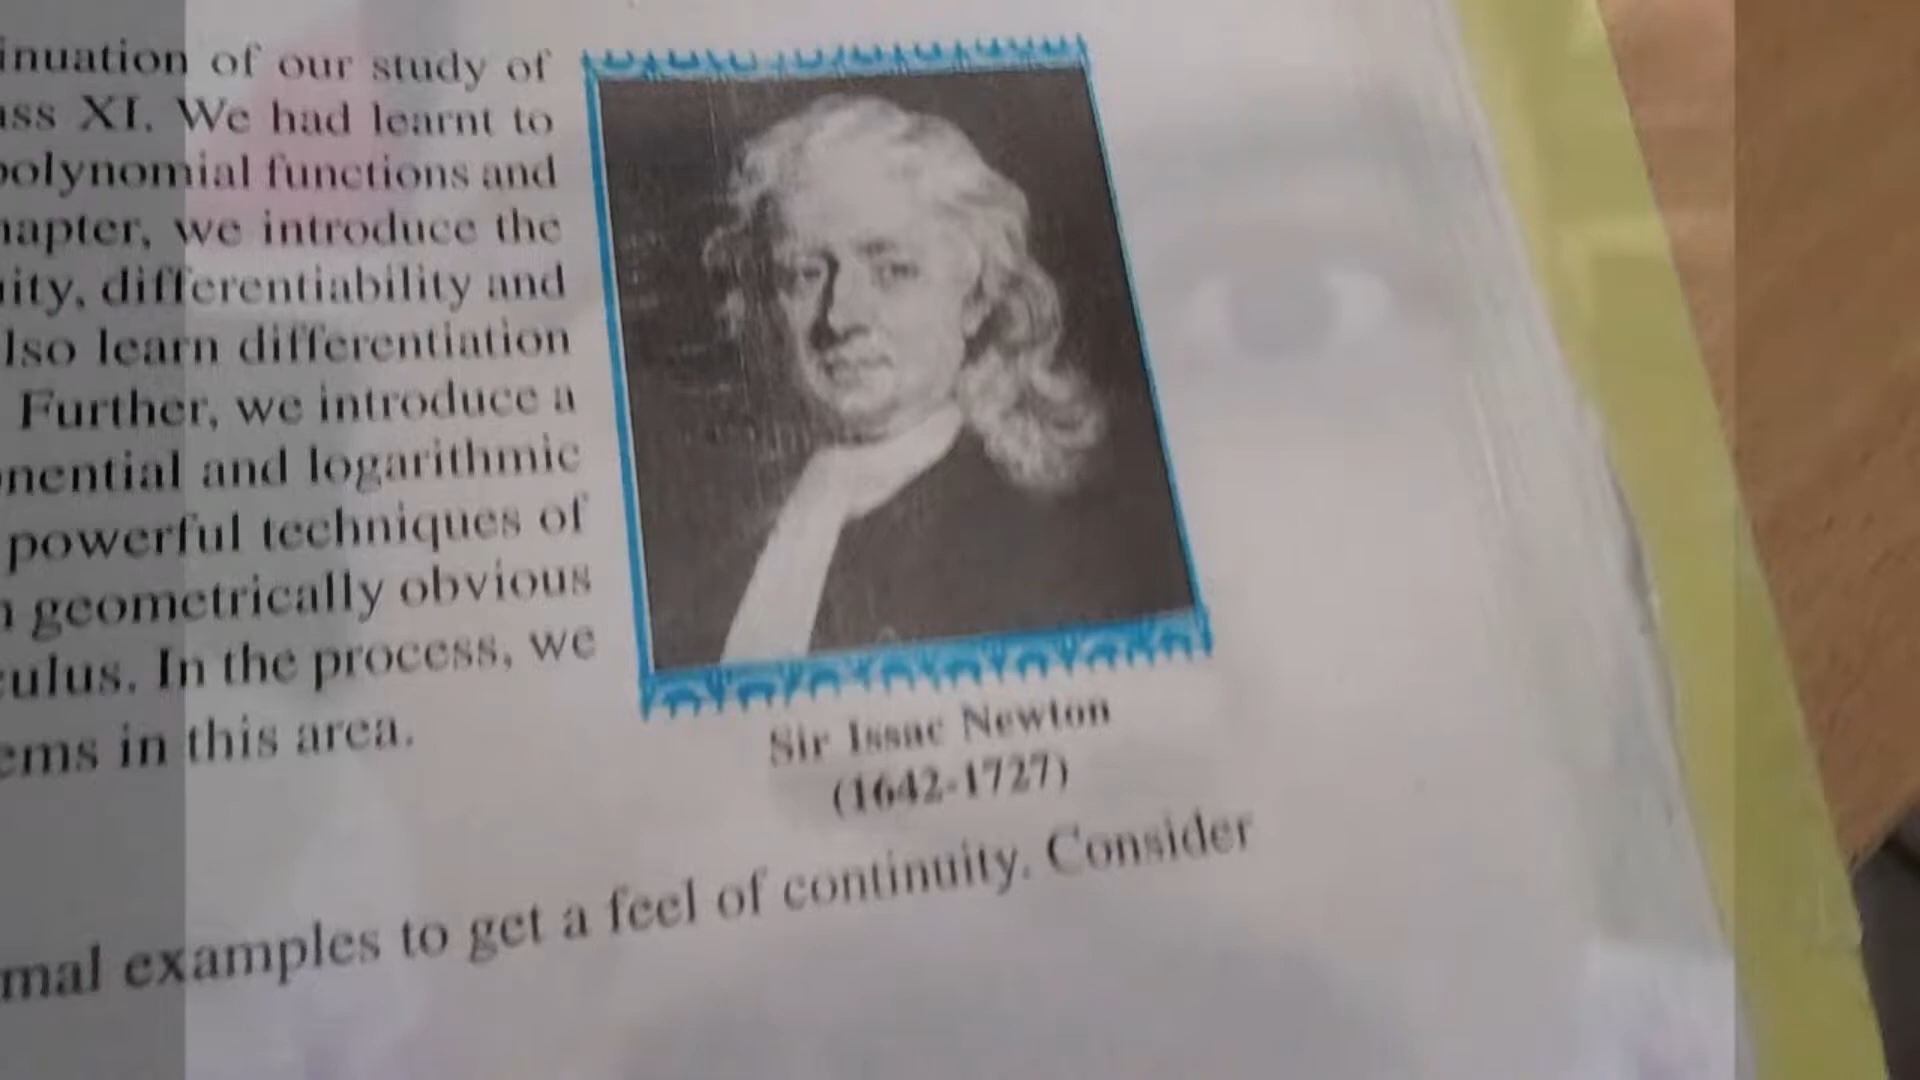 inuation of our study of
ass XI. We had learnt to
polynomial functions and
hapter, we introduce the
uity, differentiability and
lso learn differentiation
Further, we introduce a
nential and logarithmic
powerful techniques of
n geometrically obvious
culus. In the process, we
ems in this area.
Sir Issac Newton
(1642-1727)
mal examples to get a feel of continuity. Consider